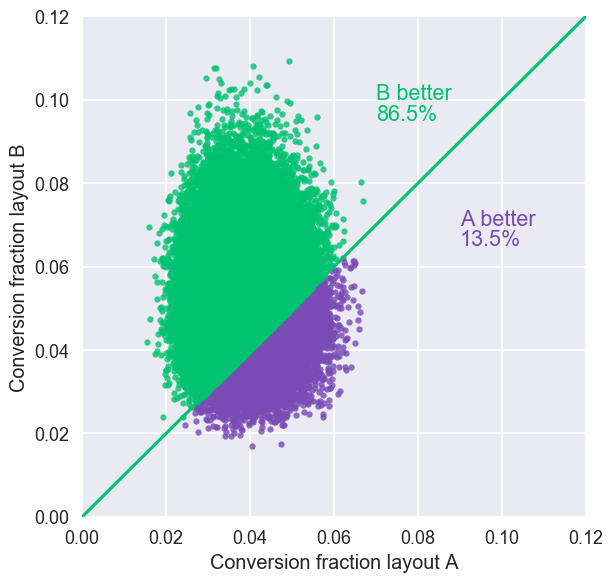 0.12
0.10
0.08
0.06
0.04
0.02
0.00
Conversion fraction layout B
B better
86.5%
A better
13.5%
0.00 0.02 0.04 0.06 0.08 0.10 0.12
Conversion fraction layout A